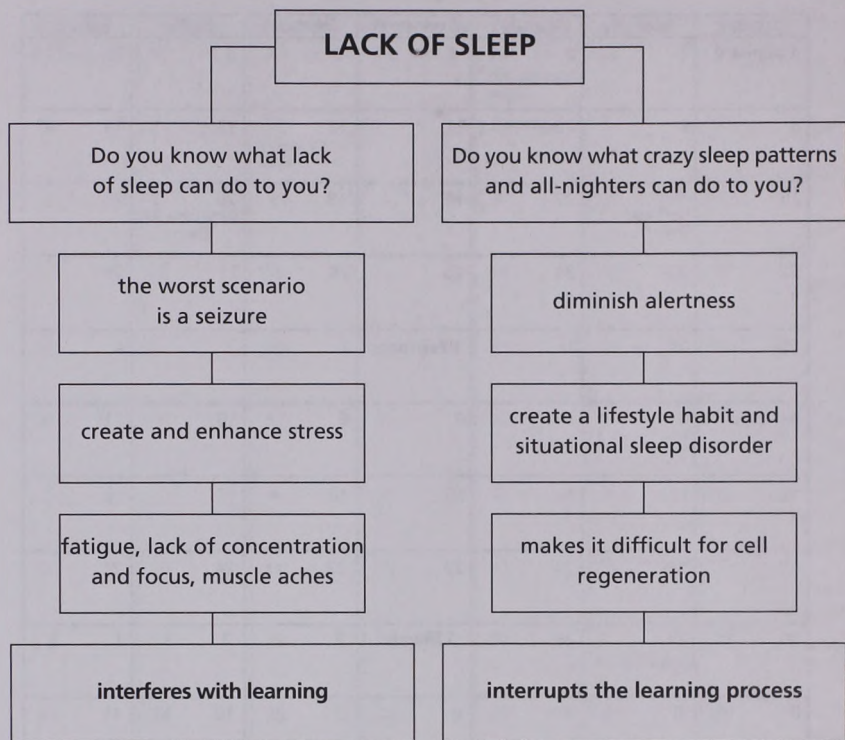 LACK OF SLEEP
Do you know what lack
of sleep can do to you?
the worst scenario
is a seizure
create and enhance stress
fatigue, lack of concentration
and focus, muscle aches
interferes with learning
Do you know what crazy sleep patterns
and all-nighters can do to you?
diminish alertness
create a lifestyle habit and
situational sleep disorder
makes it difficult for cell
regeneration
interrupts the learning process